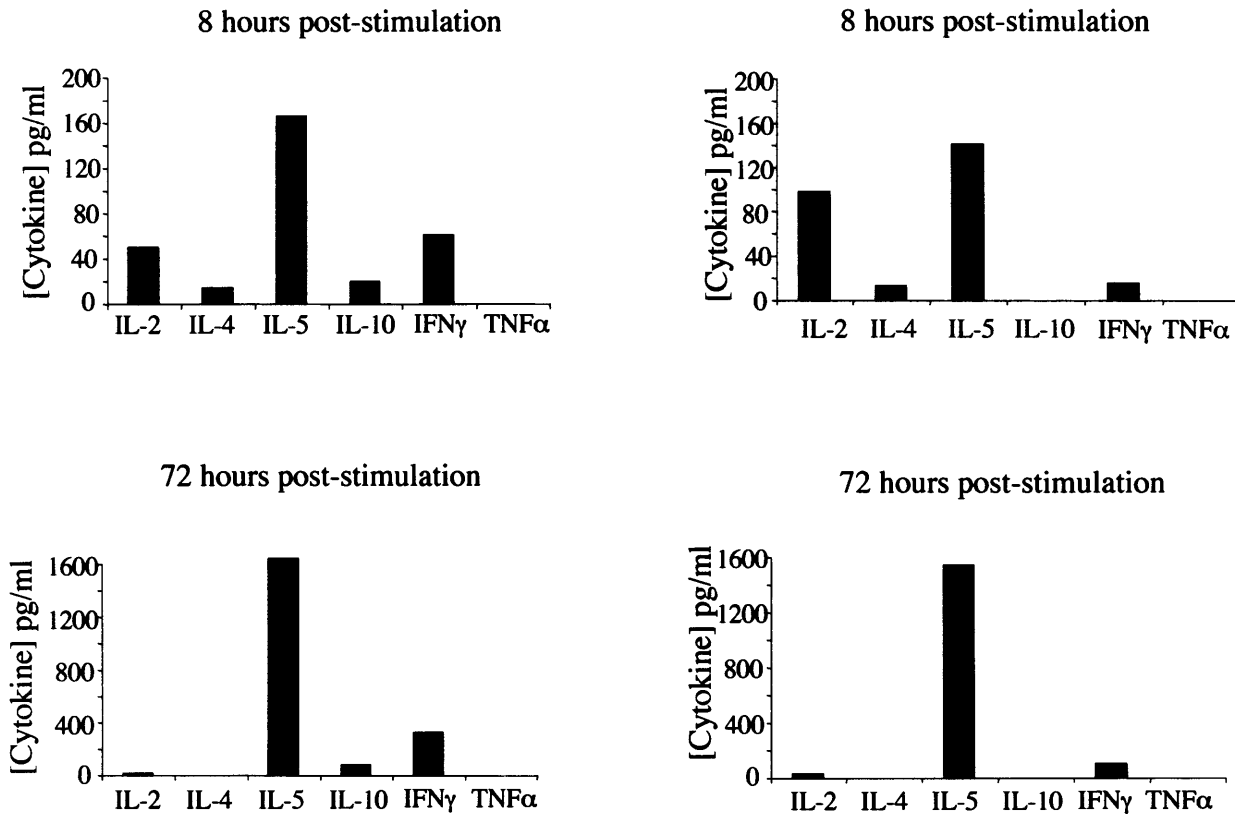 8 hours post-stimulation
[Cytokine] pg/ml
200
160
120
80
40
0
IL-2 IL-4 IL-5 IL-10 IFNγ TNFα
8 hours post-stimulation
[Cytokine] pg/ml
200
160
120
80
40
0
IL-2 IL-4 IL-5 IL-10 IFNγ TNFα
72 hours post-stimulation
[Cytokine] pg/ml
1600
1200
800
400
0
IL-2 IL-4 IL-5 IL-10 IFNγ TNFα
72 hours post-stimulation
[Cytokine] pg/ml
1600
1200
800
400
0
IL-2 IL-4 IL-5 IL-10 IFNγ TNFα